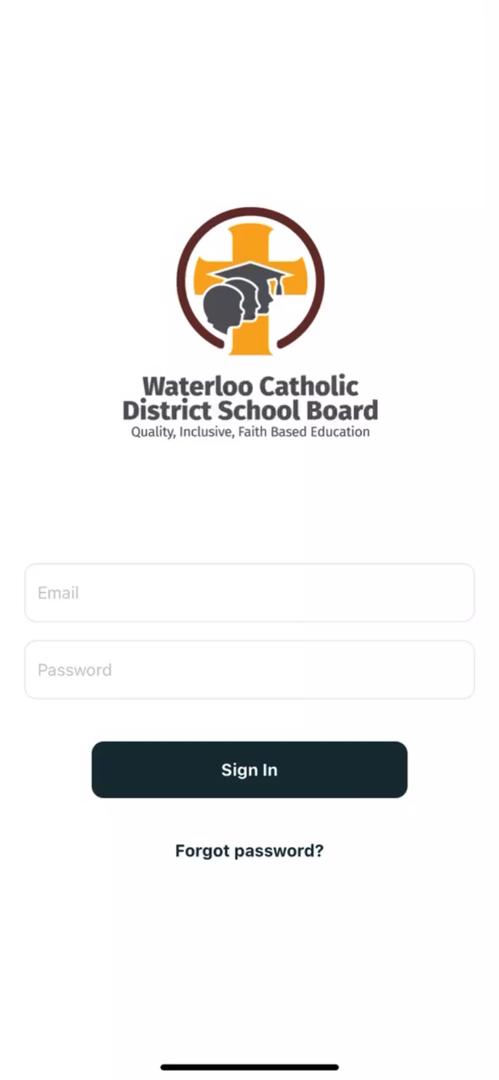 Waterloo Catholic
District School Board
Quality, Inclusive, Faith Based Education
Email
Password
Sign In
Forgot password?